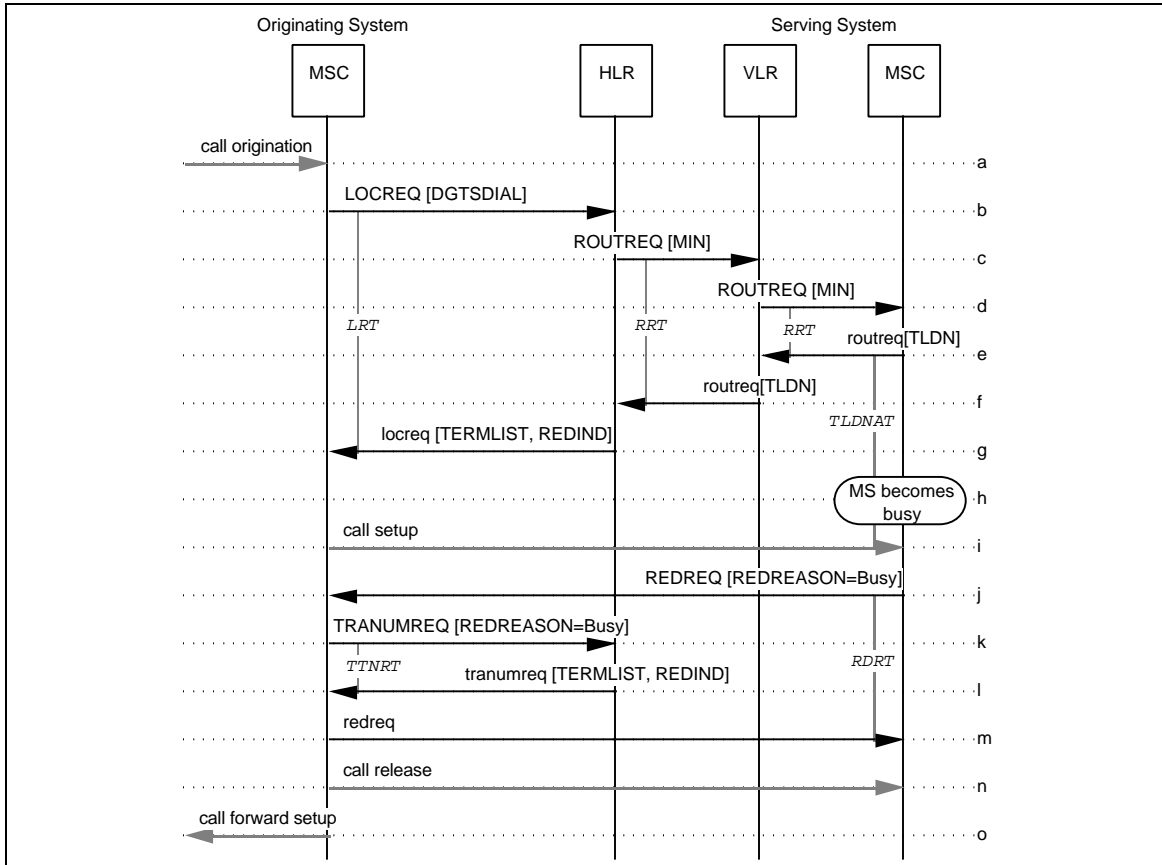 Originating System
Serving System
MSC
HLR
VLR
MSC
call origination
a
LOCREQ [DGTSDIAL]
b
ROUTREQ [MIN]
c
ROUTREQ [MIN]
d
LRT
RRT
RRT
routreq[TLDN]
e
routreq[TLDN]
f
TLDNAT
locreq [TERMLIST, REDIND]
g
MS becomes
busy
h
call setup
i
REDREQ [REDREASON=Busy]
j
TRANUMREQ [REDREASON=Busy]
k
TTNRT
RDRT
tranumreq [TERMLIST, REDIND]
l
redreq
m
call release
n
call forward setup
o